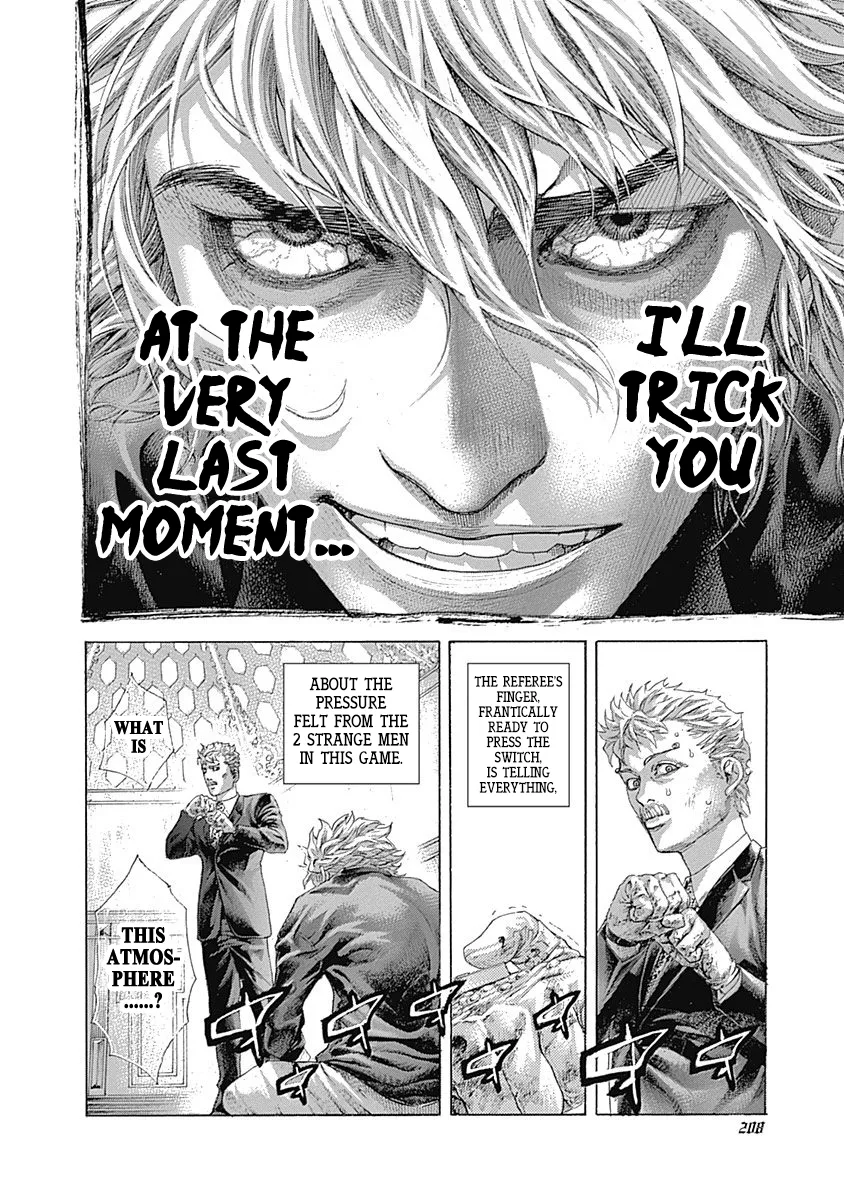 I'LL
TRICK
YOU
AT THE
VERY
LAST
MOMENT...
THE REFEREE'S
FINGER,
FRANTICALLY
READY TO
PRESS THE
SWITCH,
IS TELLING
EVERYTHING,
ABOUT THE
PRESSURE
FELT FROM THE
2 STRANGE MEN
IN THIS GAME.
WHAT
IS
THIS
ATMOS-
PHERE
......?
208